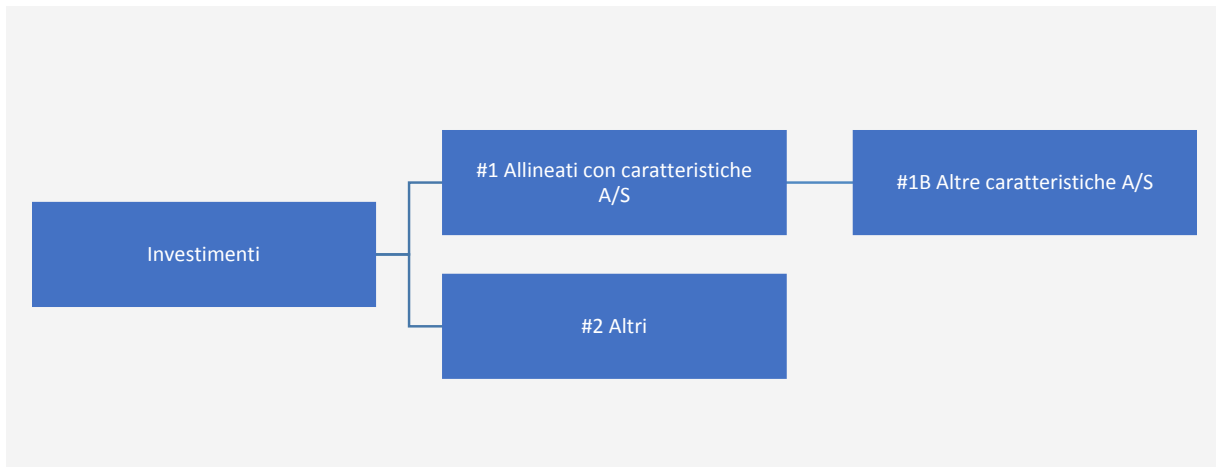 #1 Allineati con caratteristiche
A/S
#1B Altre caratteristiche A/S
Investimenti
#2 Altri